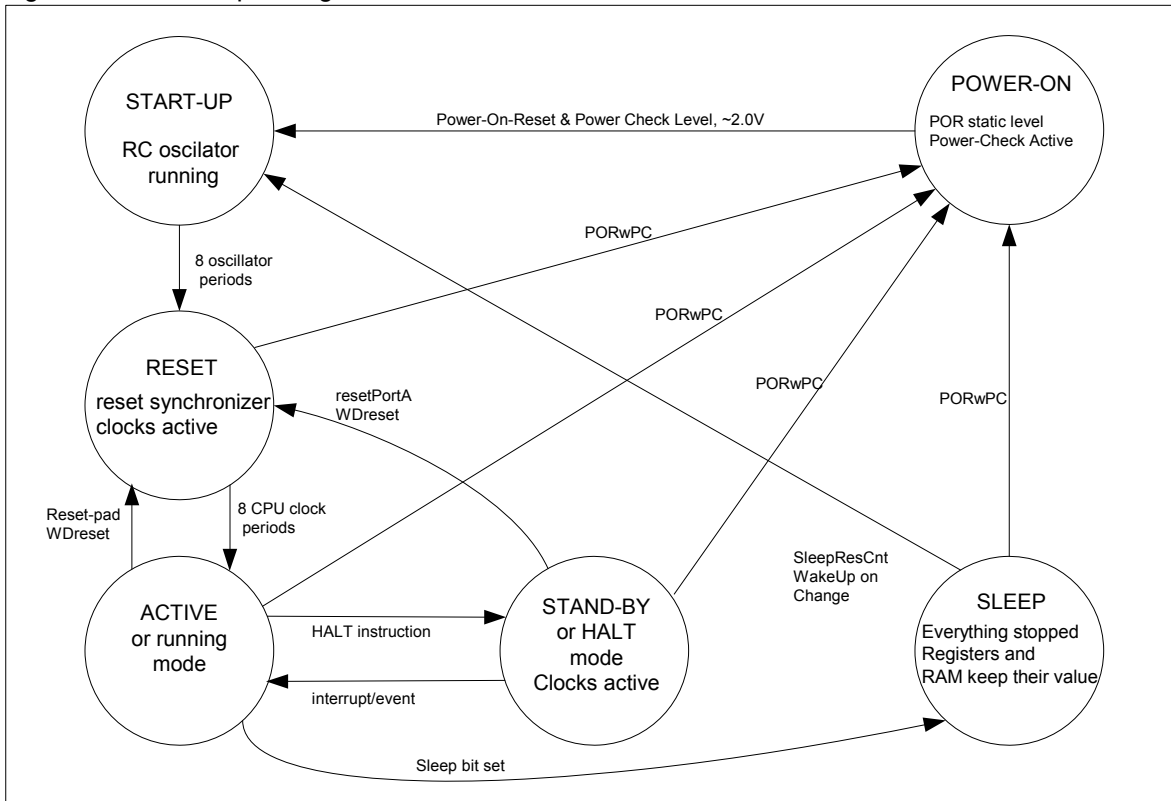 START-UP
RC oscilator
running
POWER-ON
POR static level
Power-Check Active
Power-On-Reset & Power Check Level, ~2.0V
8 oscillator
periods
PORwPC
PORwPC
PORwPC
PORwPC
RESET
reset synchronizer
clocks active
resetPortA
WDreset
Reset-pad
WDreset
8 CPU clock
periods
ACTIVE
or running
mode
HALT instruction
interrupt/event
STAND-BY
or HALT
mode
Clocks active
SleepResCnt
WakeUp on
Change
SLEEP
Everything stopped
Registers and
RAM keep their value
Sleep bit set